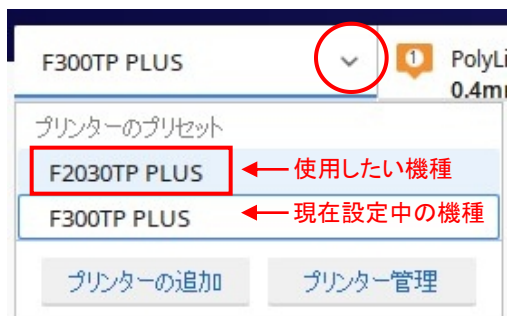 F300TP PLUS
1
PolyLi
0.4m
プリンターのプリセット
F2030TP PLUS
使用したい機種
F300TP PLUS
現在設定中の機種
プリンターの追加
プリンター管理